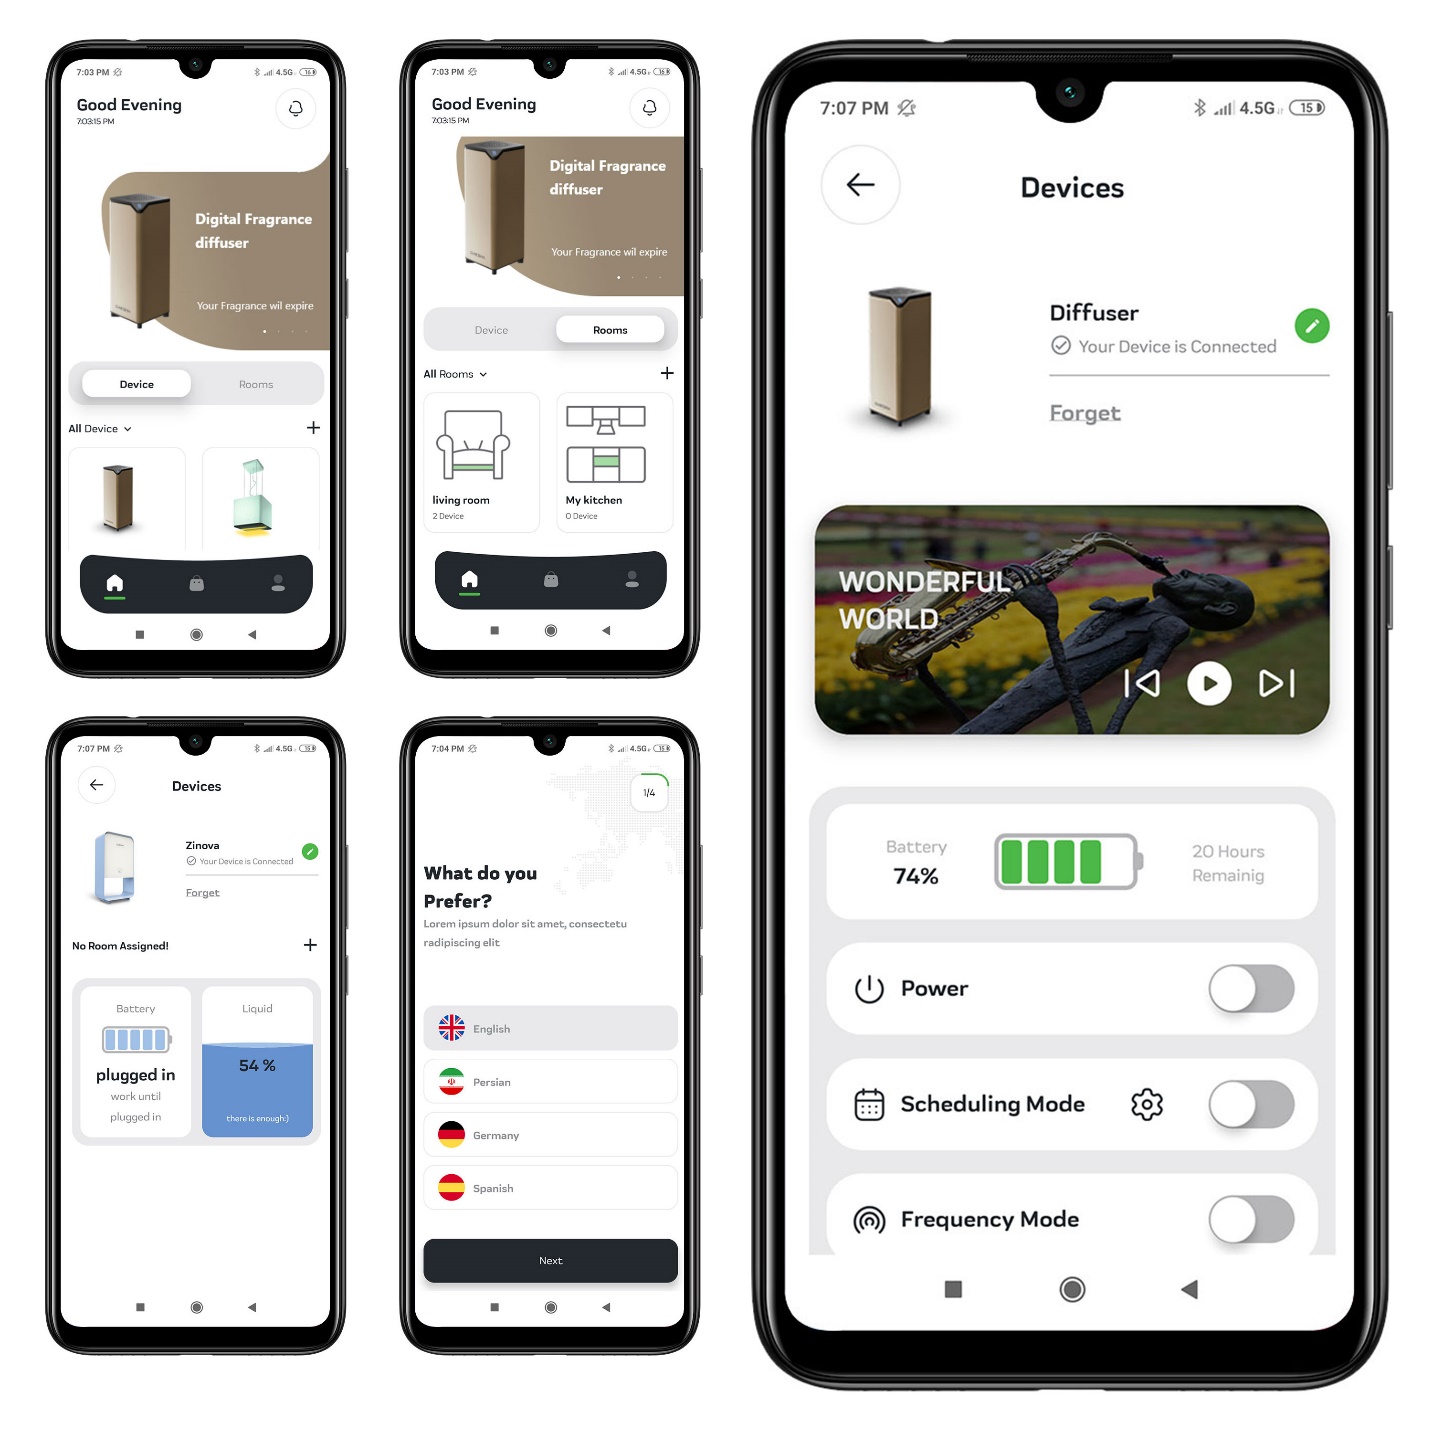 7:03 PM
4.5G
16
Good Evening
7:03:15 PM
Digital Fragrance
diffuser
Your Fragrance wil expire
Device
Rooms
All Device
7:03 PM
4.5G
16
Good Evening
7:03:15 PM
Digital Fragrance
diffuser
Your Fragrance wil expire
Device
Rooms
All Rooms
living room
2 Device
My kitchen
0 Device
7:07 PM
4.5G
15
Devices
Diffuser
Your Device is Connected
Forget
WONDERFUL
WORLD
Battery
74%
20 Hours
Remainig
Power
Scheduling Mode
Frequency Mode
7:07 PM
4.5G
15
Devices
Zinova
Your Device is Connected
Forget
No Room Assigned!
Battery
plugged in
work until
plugged in
Liquid
54 %
there is enough:)
7:04 PM
4.5G
15
1/4
What do you
Prefer?
Lorem ipsum dolor sit amet, consectetu
radipiscing elit
English
Persian
Germany
Spanish
Next